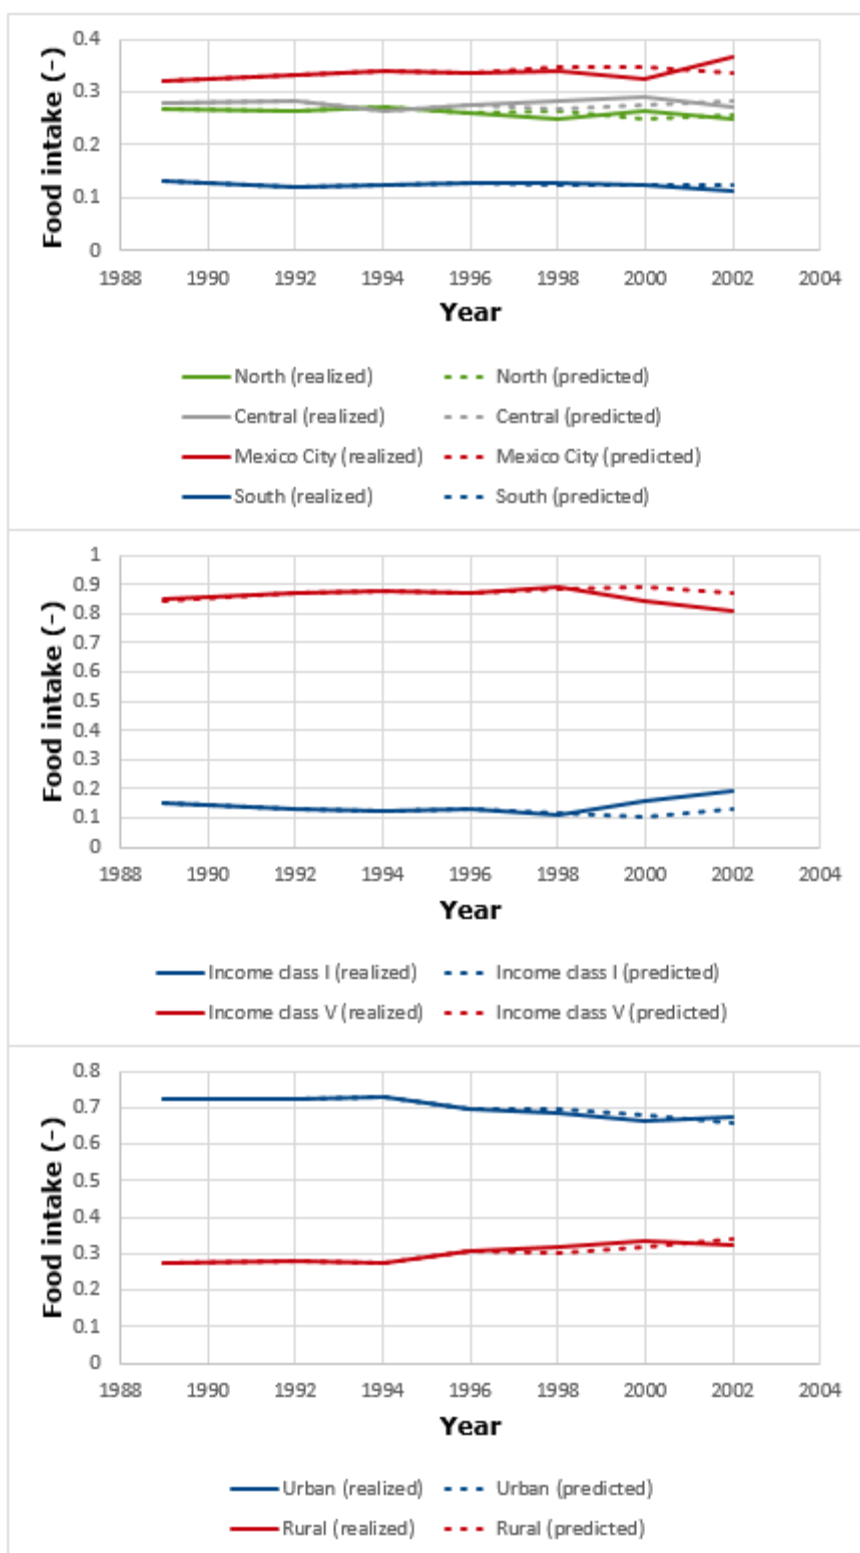 Food intake (-)
0.4
0.3
0.2
0.1
0
1988 1990 1992 1994 1996 1998 2000 2002 2004
Year
North (realized) North (predicted)
Central (realized) Central (predicted)
Mexico City (realized) Mexico City (predicted)
South (realized) South (predicted)
Food intake (-)
1
0.9
0.8
0.7
0.6
0.5
0.4
0.3
0.2
0.1
0
1988 1990 1992 1994 1996 1998 2000 2002 2004
Year
Income class I (realized) Income class I (predicted)
Income class V (realized) Income class V (predicted)
Food intake (-)
0.8
0.7
0.6
0.5
0.4
0.3
0.2
0.1
0
1988 1990 1992 1994 1996 1998 2000 2002 2004
Year
Urban (realized) Urban (predicted)
Rural (realized) Rural (predicted)